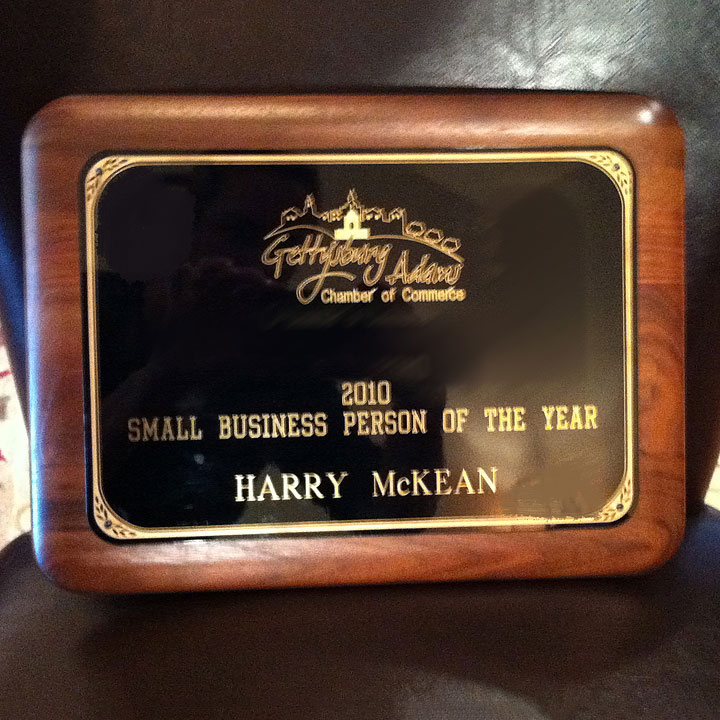 Gettysburg Adams
Chamber of Commerce
2010
SMALL BUSINESS PERSON OF THE YEAR
HARRY McKEAN